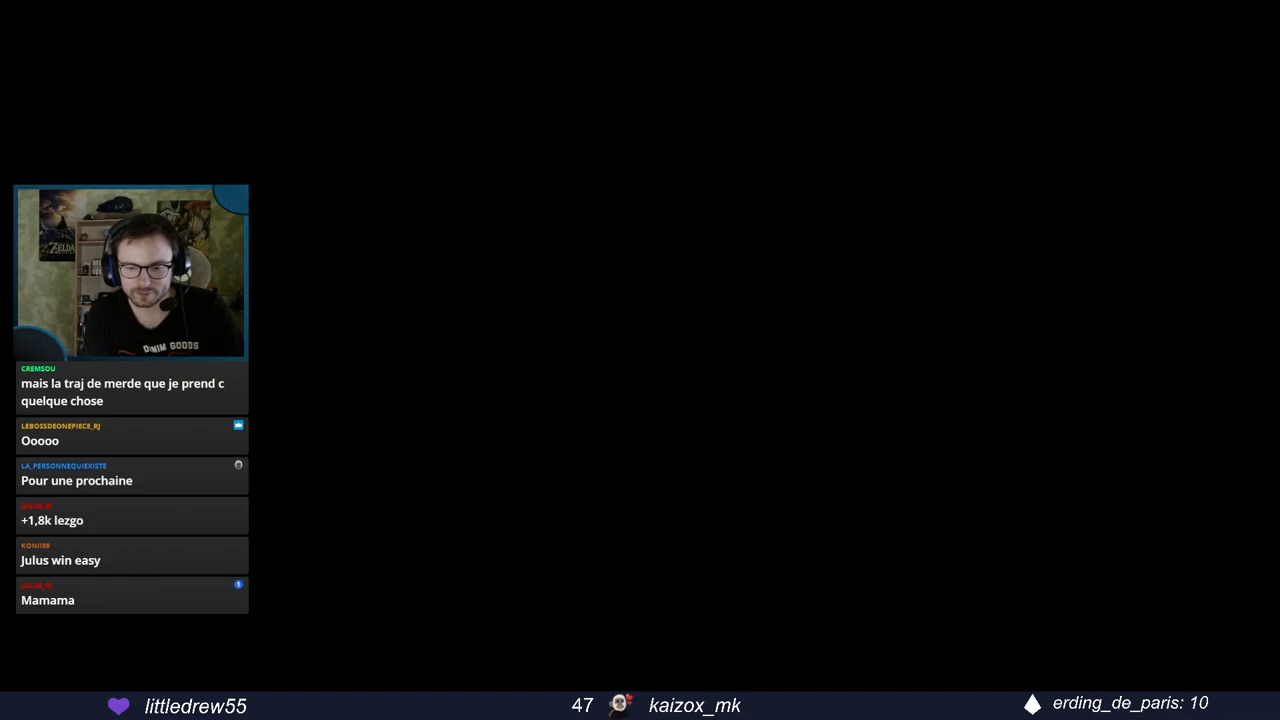 ZELDA
DENIM GOODS
CREMSOU
mais la traj de merde que je prend c
quelque chose
LEBOSSDEONEPIECE_RJ
Ooooo
LA_PERSONNEQUIEXISTE
Pour une prochaine
+1,8k lezgo
KONII88
Julus win easy
Mamama
littledrew55
47 kaizox_mk
erding_de_paris: 10